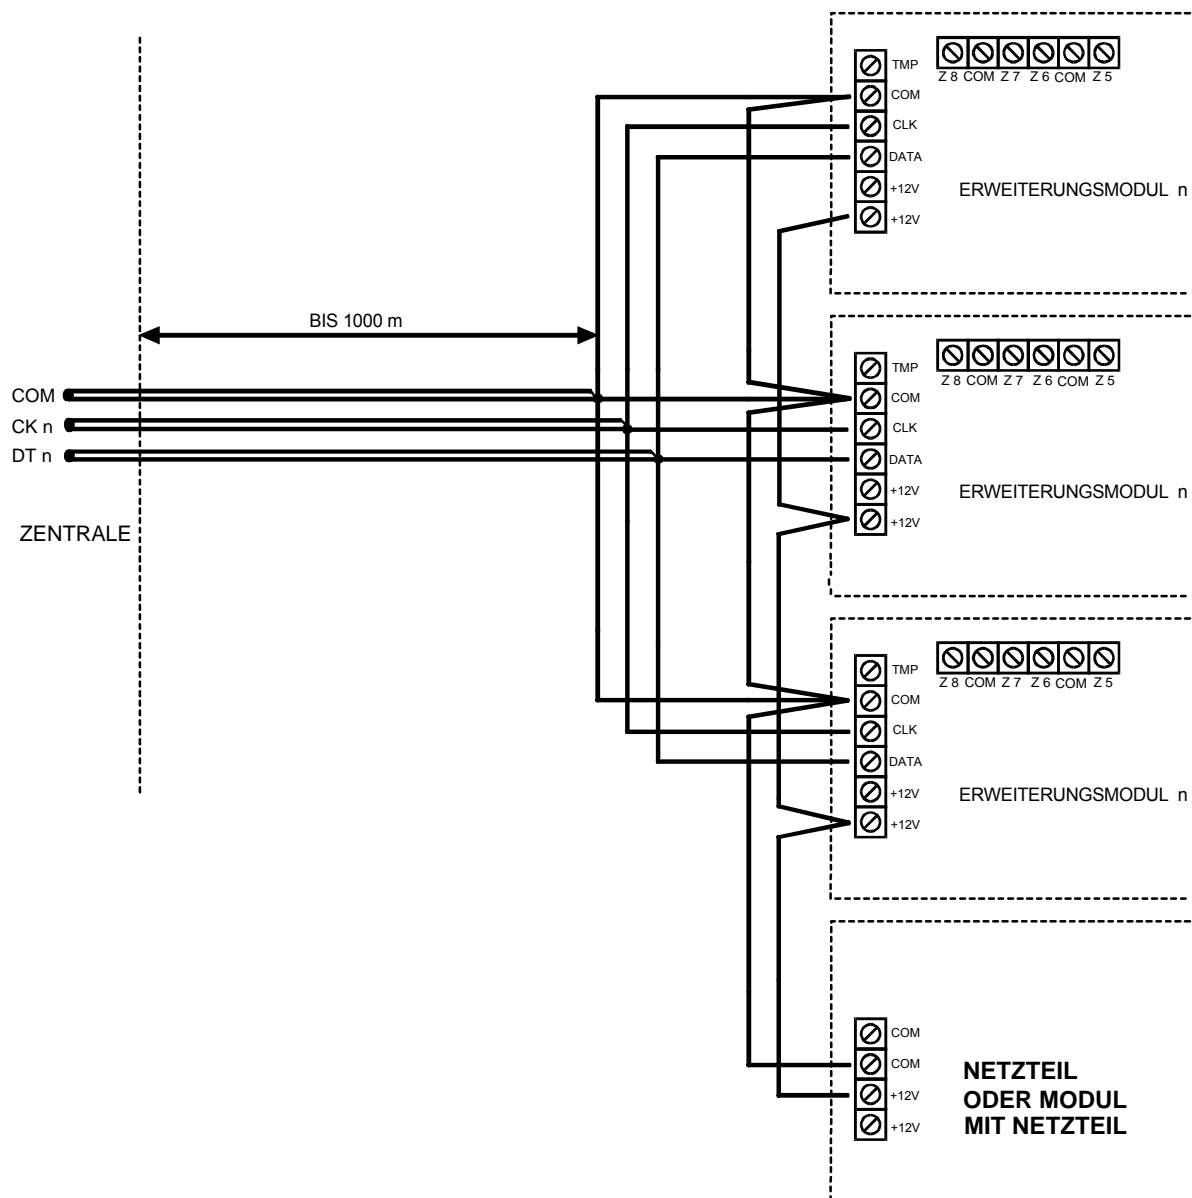 TMP
COM
CLK
DATA
+12V
+12V
Z 8 COM Z 7 Z 6 COM Z 5
ERWEITERUNGSMODUL n
BIS 1000 m
COM
CK n
DT n
ZENTRALE
TMP
COM
CLK
DATA
+12V
+12V
Z 8 COM Z 7 Z 6 COM Z 5
ERWEITERUNGSMODUL n
TMP
COM
CLK
DATA
+12V
+12V
Z 8 COM Z 7 Z 6 COM Z 5
ERWEITERUNGSMODUL n
COM
COM
+12V
+12V
NETZTEIL
ODER MODUL
MIT NETZTEIL